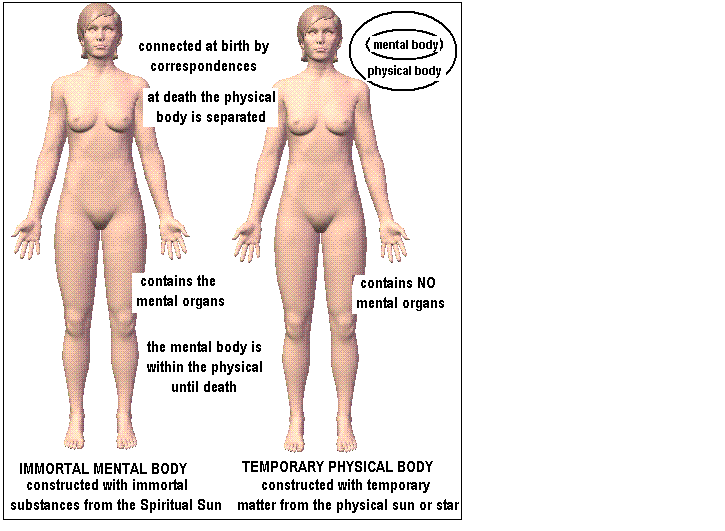 connected at birth by
correspondences
(mental body)
physical body
at death the physical
body is separated
contains the
mental organs
contains NO
mental organs
the mental body is
within the physical
until death
IMMORTAL MENTAL BODY
constructed with immortal
substances from the Spiritual Sun
TEMPORARY PHYSICAL BODY
constructed with temporary
matter from the physical sun or star